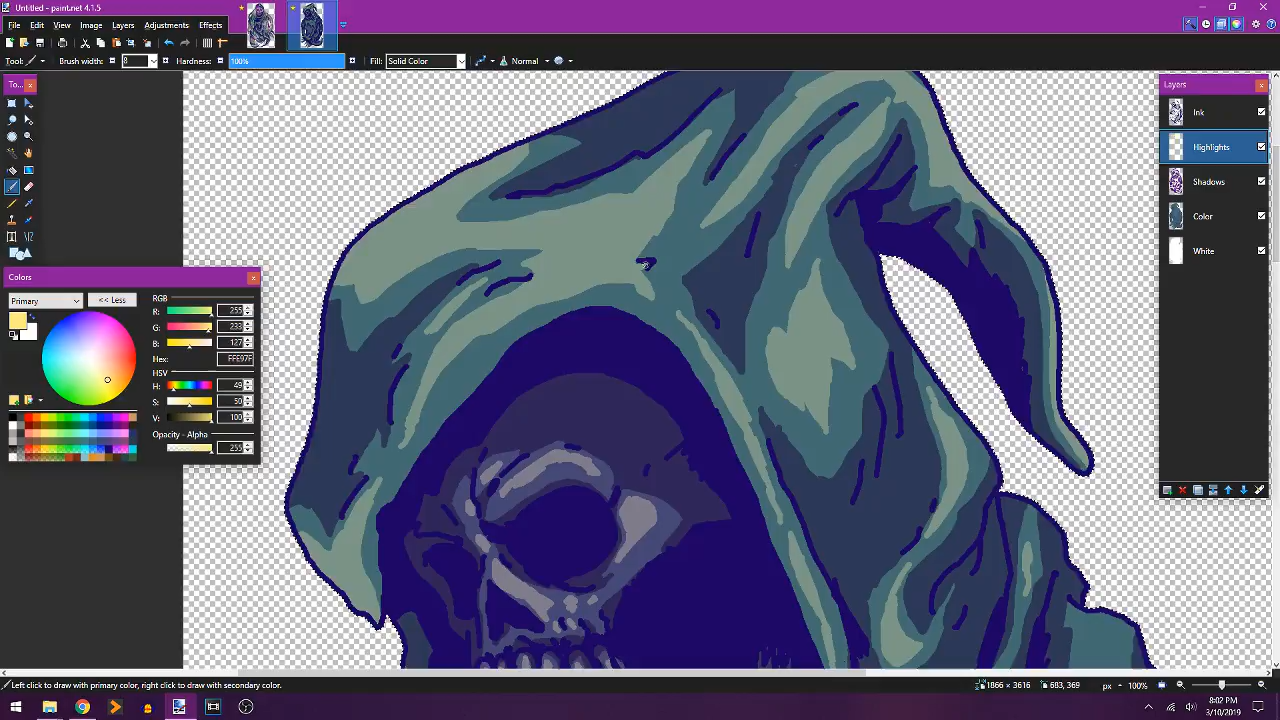 Untitled - paint.net 4.1.5
File Edit View Image Layers Adjustments Effects
Tool: Brush width: 8 Hardness: 100% Fill: Solid Color Normal
To...
Layers
Ink
Highlights
Shadows
Color
White
Colors
Primary
<< Less
RGB
R: 255
G: 233
B: 127
Hex: FFE97F
HSV
H: 49
S: 50
V: 100
Opacity - Alpha
255
Left click to draw with primary color, right click to draw with secondary color.
1866 × 3616 683, 369 px 100%
8:02 PM
3/10/2019